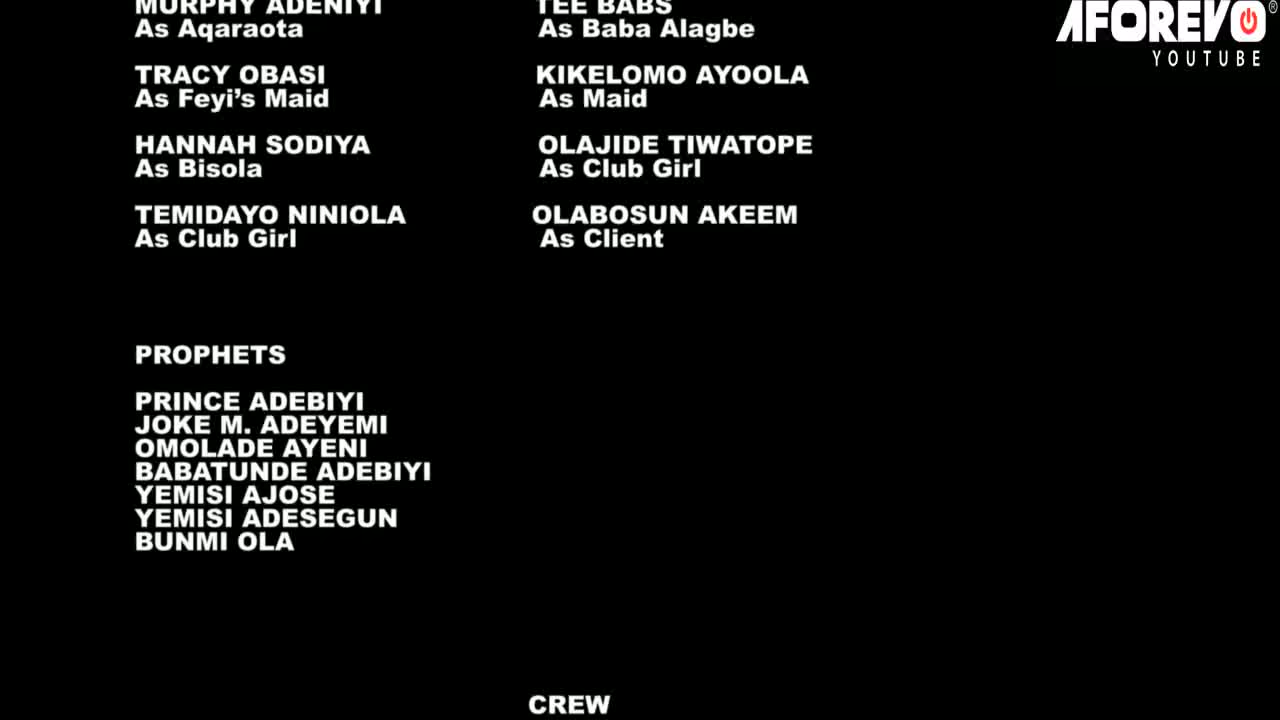 MURPHY ADENIYI
As Aqaraota
TRACY OBASI
As Feyi's Maid
HANNAH SODIYA
As Bisola
TEMIDAYO NINIOLA
As Club Girl
TEE BABS
As Baba Alagbe
KIKELOMO AYOOLA
As Maid
OLAJIDE TIWATOPE
As Club Girl
OLABOSUN AKEEM
As Client
PROPHETS
PRINCE ADEBIYI
JOKE M. ADEYEMI
OMOLADE AYENI
BABATUNDE ADEBIYI
YEMISI AJOSE
YEMISI ADESEGUN
BUNMI OLA
CREW
AFOREVO®
YOUTUBE